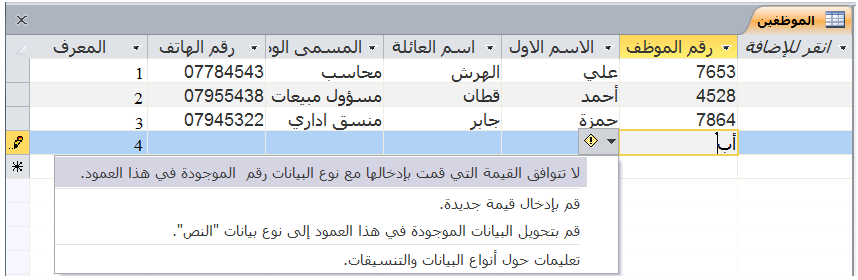 الموظفين
انقر للإضافة رقم الموظف الاسم الاول اسم العائلة المسمى الوظ رقم الهاتف المعرف
7653 علي الهرش محاسب 07784543 1
4528 أحمد قطان مسؤول مبيعات 07955438 2
7864 حمزة جابر منسق اداري 07945322 3
أب 4
لا تتوافق القيمة التي قمت بإدخالها مع نوع البيانات رقم الموجودة في هذا العمود.
قم بإدخال قيمة جديدة.
قم بتحويل البيانات الموجودة في هذا العمود إلى نوع بيانات "النص".
تعليمات حول أنواع البيانات والتنسيقات.